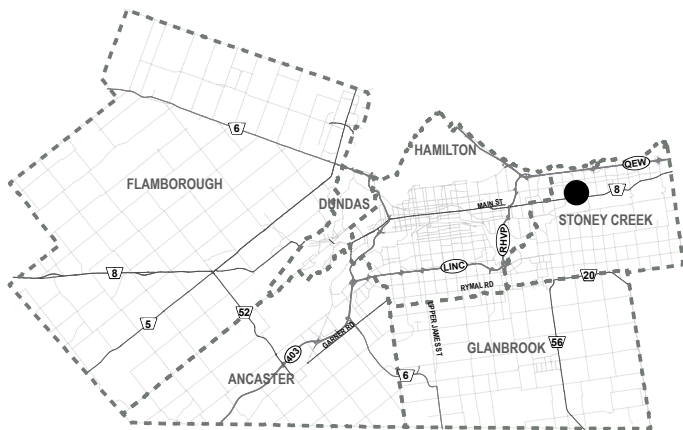 6
HAMILTON
QEW
FLAMBOROUGH
8
DUNDAS
MAIN ST.
STONEY CREEK
RHVP
LINC
8
20
RYMAL RD
52
UPPER JAMES ST
5
GARNER RD
56
403
GLANBROOK
ANCASTER
6